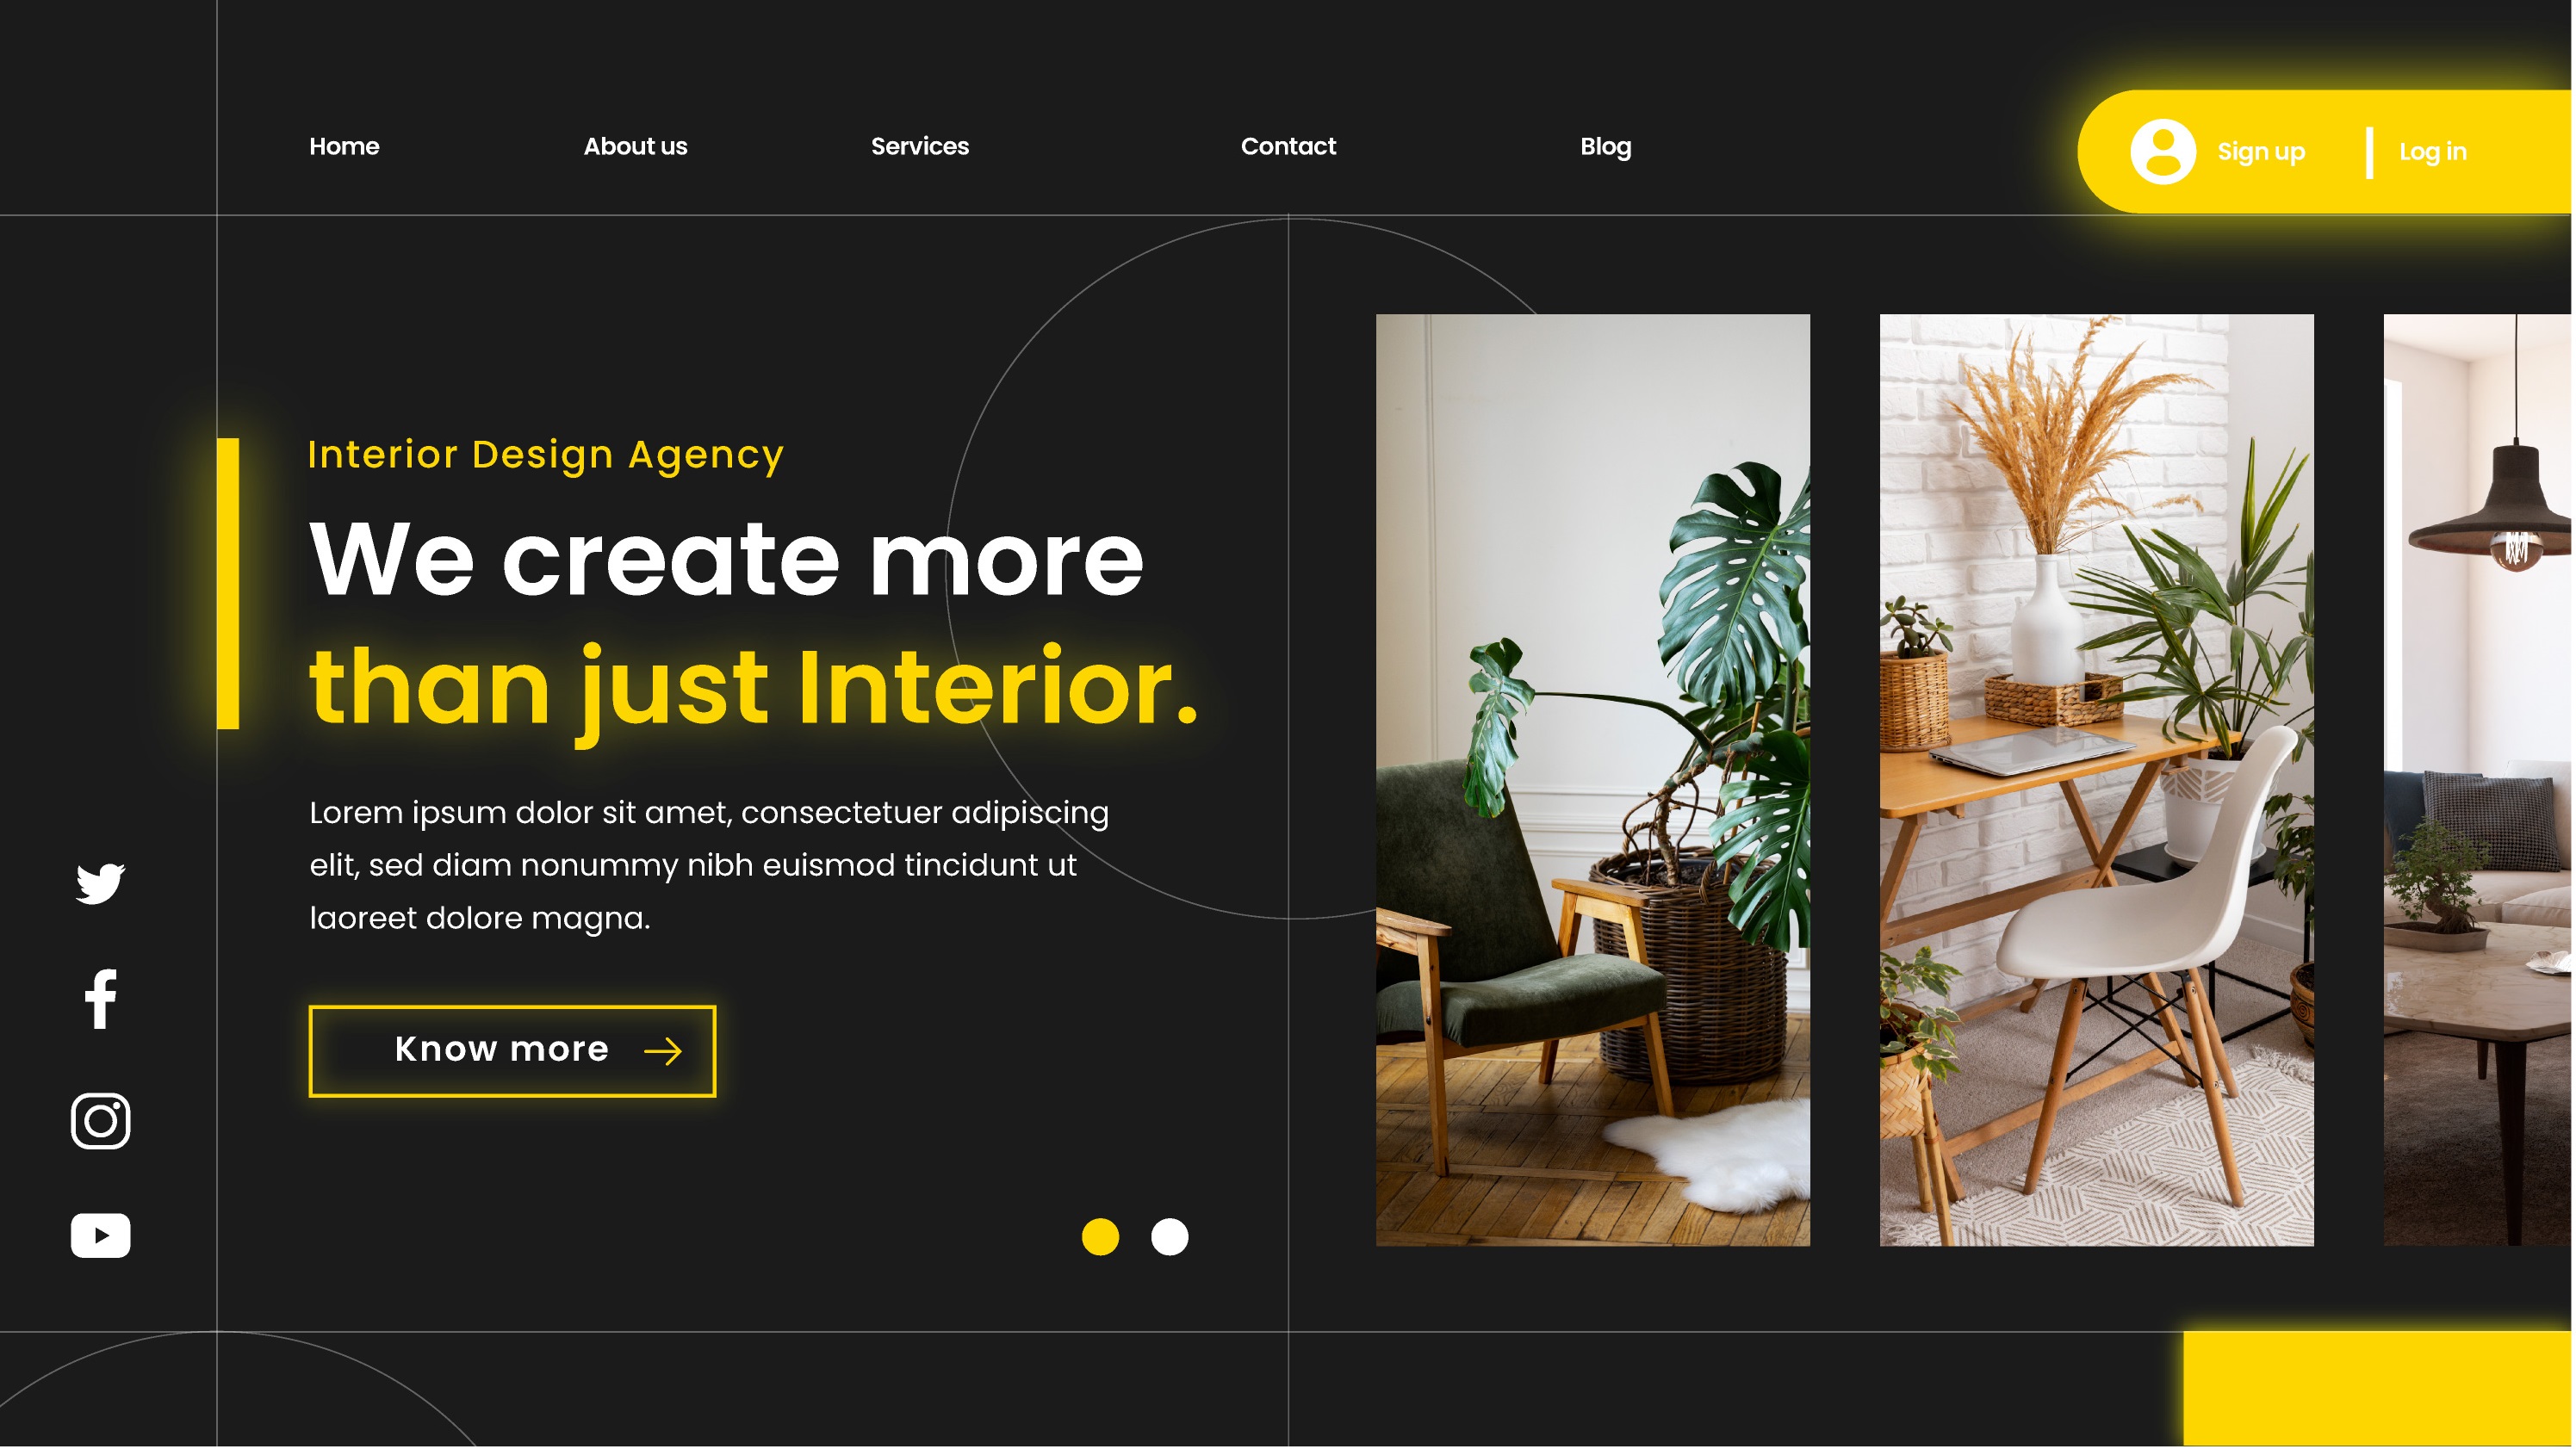 Home
About us
Services
Contact
Blog
Sign up
Log in
Interior Design Agency
We create more
than just Interior.
Lorem ipsum dolor sit amet, consectetuer adipiscing
elit, sed diam nonummy nibh euismod tincidunt ut
laoreet dolore magna.
Know more